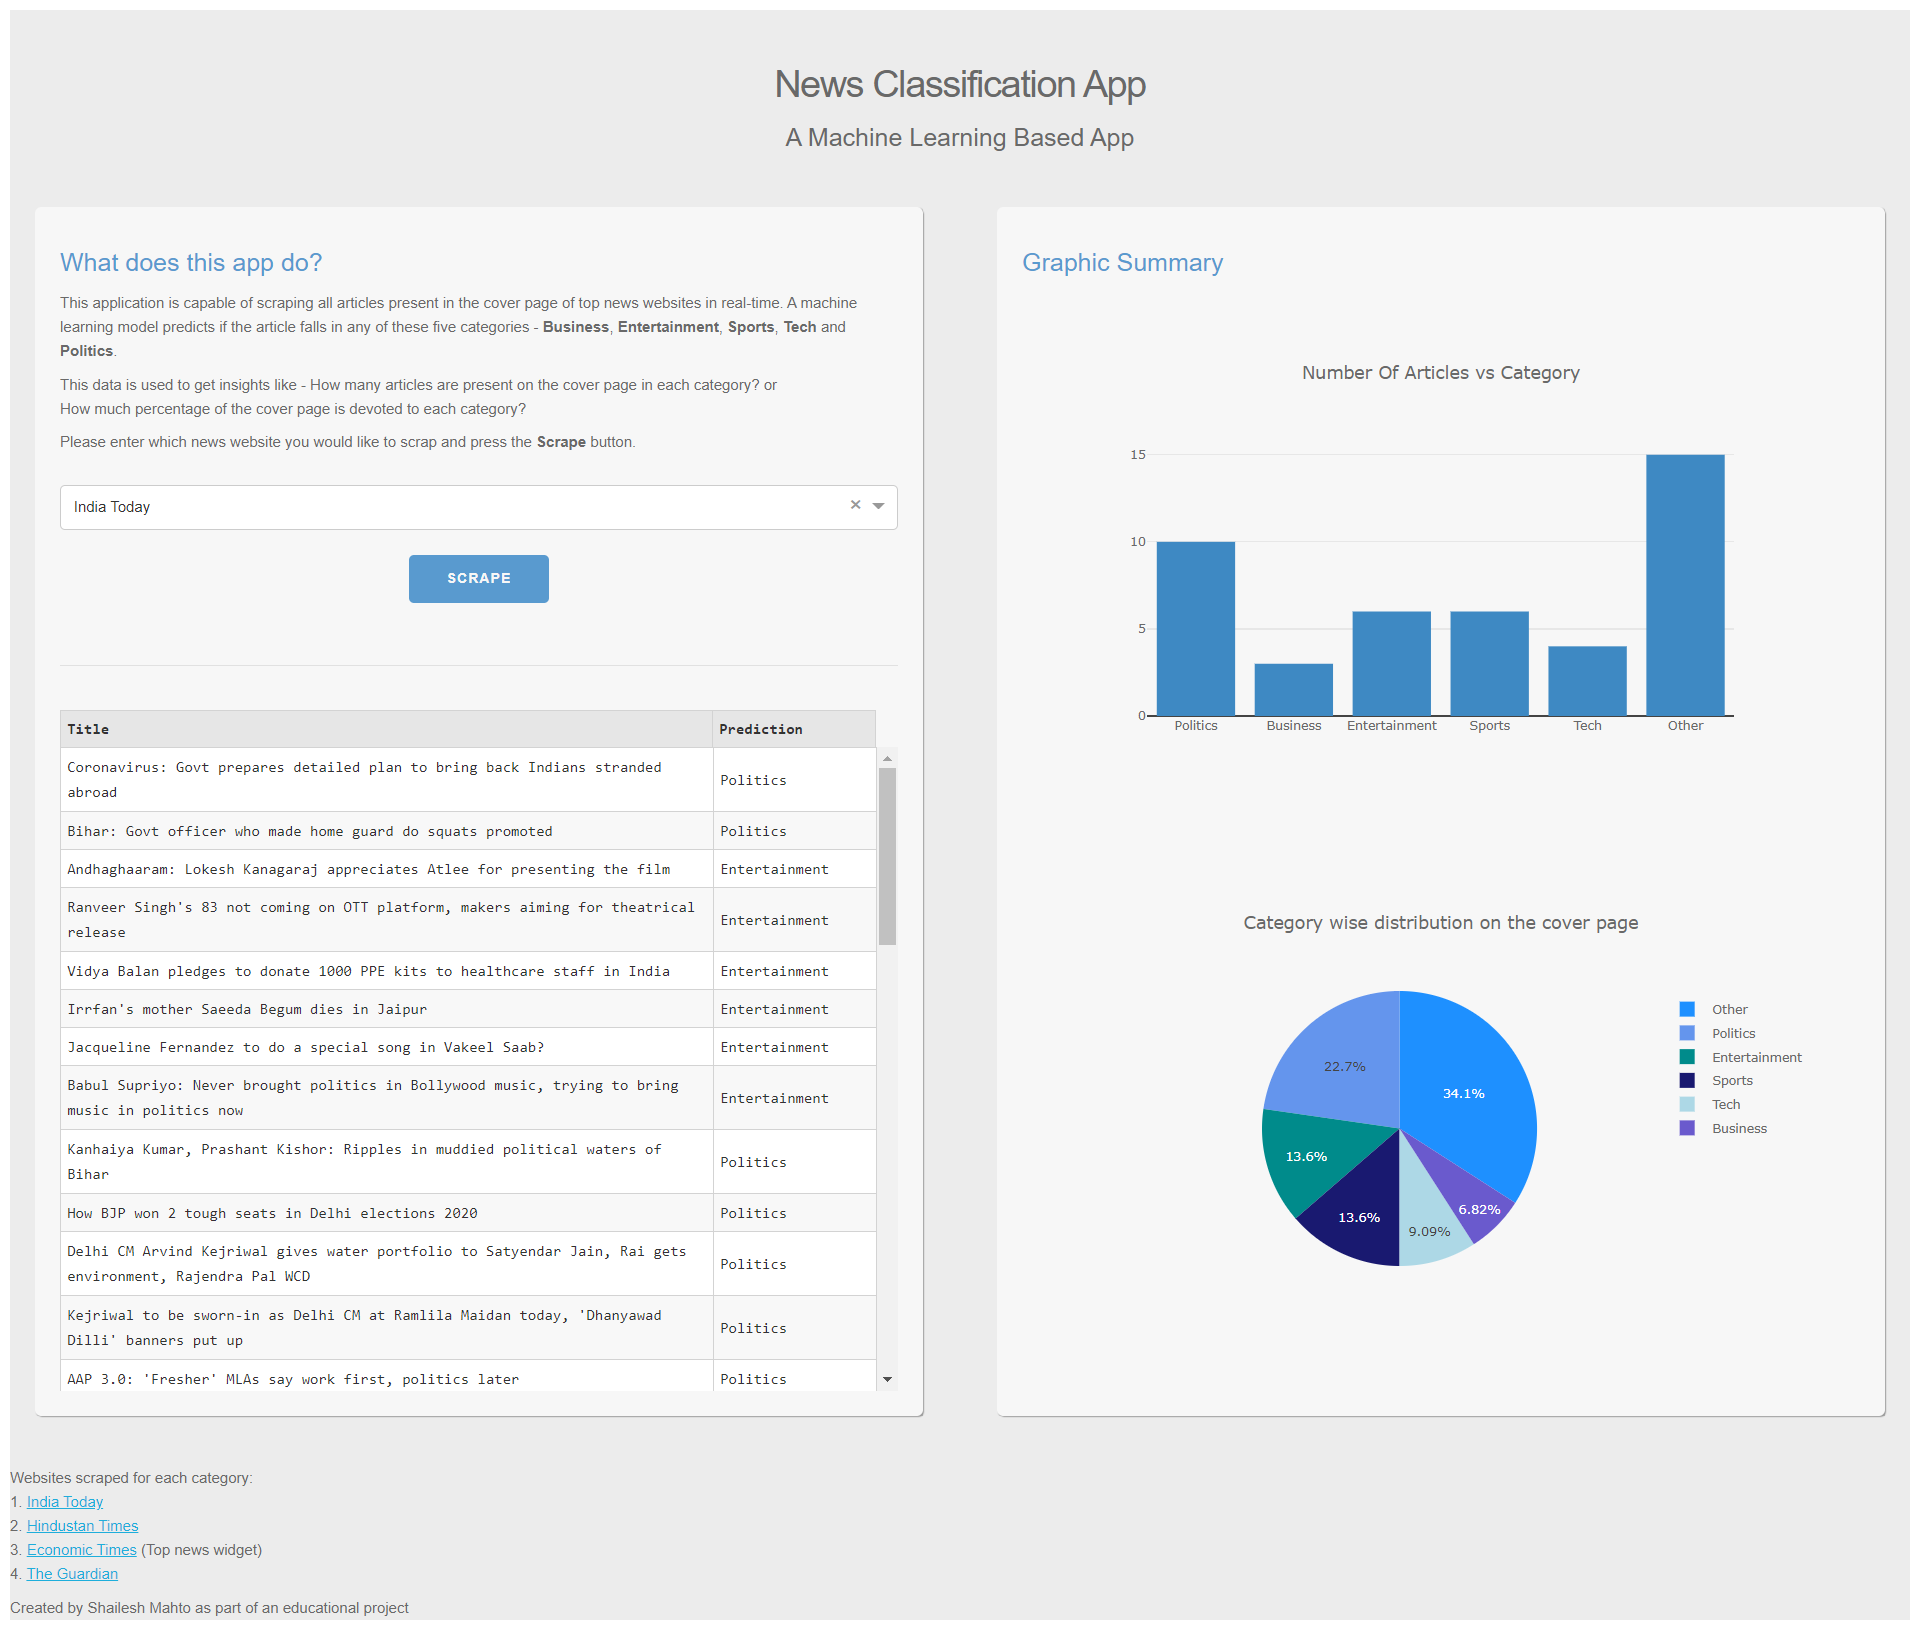 News Classification App
A Machine Learning Based App
What does this app do?
This application is capable of scraping all articles present in the cover page of top news websites in real-time. A machine
learning model predicts if the article falls in any of these five categories - Business, Entertainment, Sports, Tech and
Politics.
This data is used to get insights like - How many articles are present on the cover page in each category? or
How much percentage of the cover page is devoted to each category?
Please enter which news website you would like to scrap and press the Scrape button.
India Today
SCRAPE
Title Prediction
Coronavirus: Govt prepares detailed plan to bring back Indians stranded
abroad
Politics
Bihar: Govt officer who made home guard do squats promoted Politics
Andhaghaaram: Lokesh Kanagaraj appreciates Atlee for presenting the film Entertainment
Ranveer Singh's 83 not coming on OTT platform, makers aiming for theatrical
release
Entertainment
Vidya Balan pledges to donate 1000 PPE kits to healthcare staff in India Entertainment
Irrfan's mother Saeeda Begum dies in Jaipur Entertainment
Jacqueline Fernandez to do a special song in Vakeel Saab? Entertainment
Babul Supriyo: Never brought politics in Bollywood music, trying to bring
music in politics now
Entertainment
Kanhaiya Kumar, Prashant Kishor: Ripples in muddied political waters of
Bihar
Politics
How BJP won 2 tough seats in Delhi elections 2020 Politics
Delhi CM Arvind Kejriwal gives water portfolio to Satyendar Jain, Rai gets
environment, Rajendra Pal WCD
Politics
Kejriwal to be sworn-in as Delhi CM at Ramlila Maidan today, 'Dhanyawad
Dilli' banners put up
Politics
AAP 3.0: 'Fresher' MLAs say work first, politics later Politics
Graphic Summary
Number Of Articles vs Category
15
10
5
0
Politics Business Entertainment Sports Tech Other
Category wise distribution on the cover page
22.7%
34.1%
13.6%
13.6%
9.09%
6.82%
Other
Politics
Entertainment
Sports
Tech
Business
Websites scraped for each category:
1. India Today
2. Hindustan Times
3. Economic Times (Top news widget)
4. The Guardian
Created by Shailesh Mahto as part of an educational project